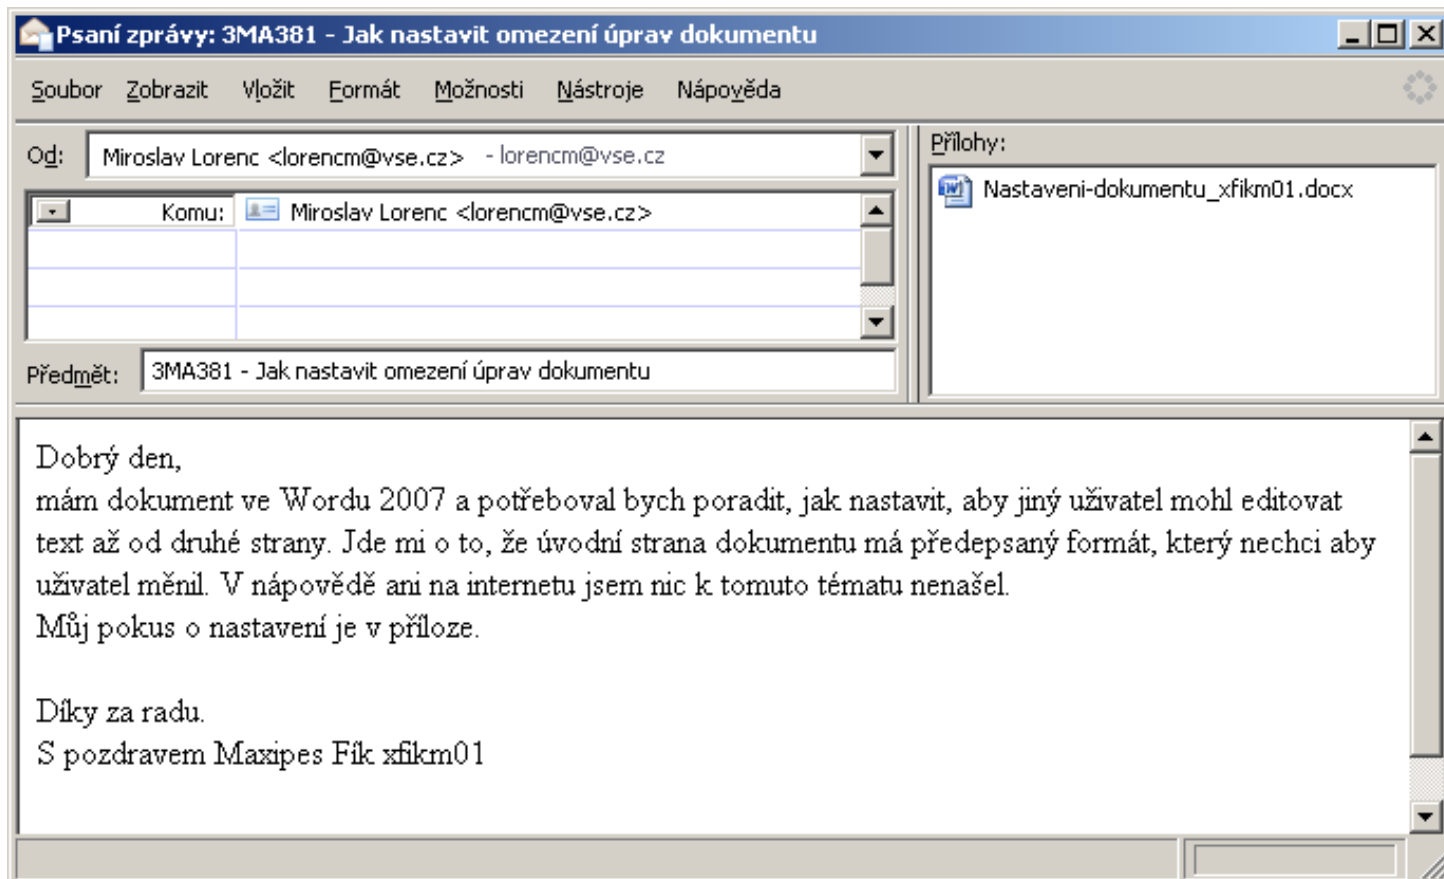 Psaní zprávy: 3MA381 - Jak nastavit omezení úprav dokumentu
Soubor Zobrazit Vložit Formát Možnosti Nástroje Nápověda
Od: Miroslav Lorenc <lorencm@vse.cz> - lorencm@vse.cz
Přílohy:
Nastaveni-dokumentu_xfikm01.docx
Komu: Miroslav Lorenc <lorencm@vse.cz>
Předmět: 3MA381 - Jak nastavit omezení úprav dokumentu
Dobrý den,
mám dokument ve Wordu 2007 a potřeboval bych poradit, jak nastavit, aby jiný uživatel mohl editovat
text až od druhé strany. Jde mi o to, že úvodní strana dokumentu má předepsaný formát, který nechci aby
uživatel měnil. V nápovědě ani na internetu jsem nic k tomuto tématu nenašel.
Můj pokus o nastavení je v příloze.
Díky za radu.
S pozdravem Maxipes Fík xfikm01